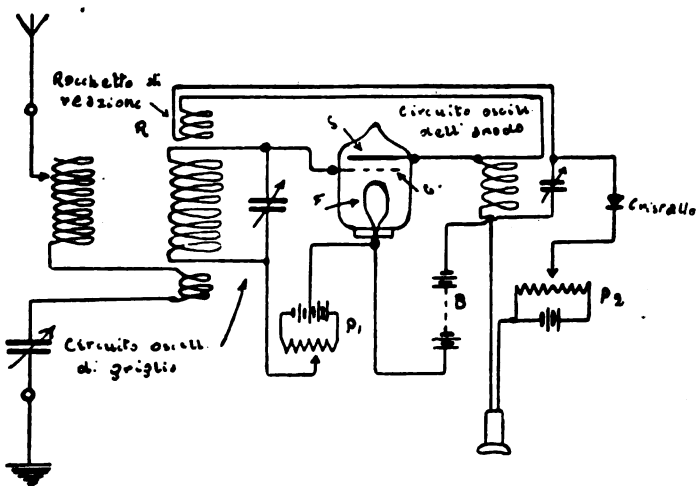 Rocchetto di
reazione
R
Circuito oscill.
dell' anodo
S
F
G
Cristallo
B
P1
P2
Circuito oscill.
di griglia